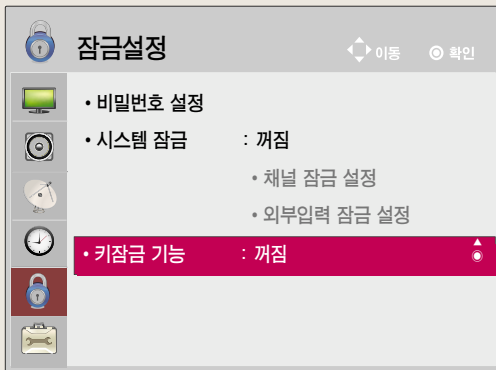 잠금설정 이동 확인
• 비밀번호 설정
• 시스템 잠금 : 꺼짐
• 채널 잠금 설정
• 외부입력 잠금 설정
• 키잠금 기능 : 꺼짐